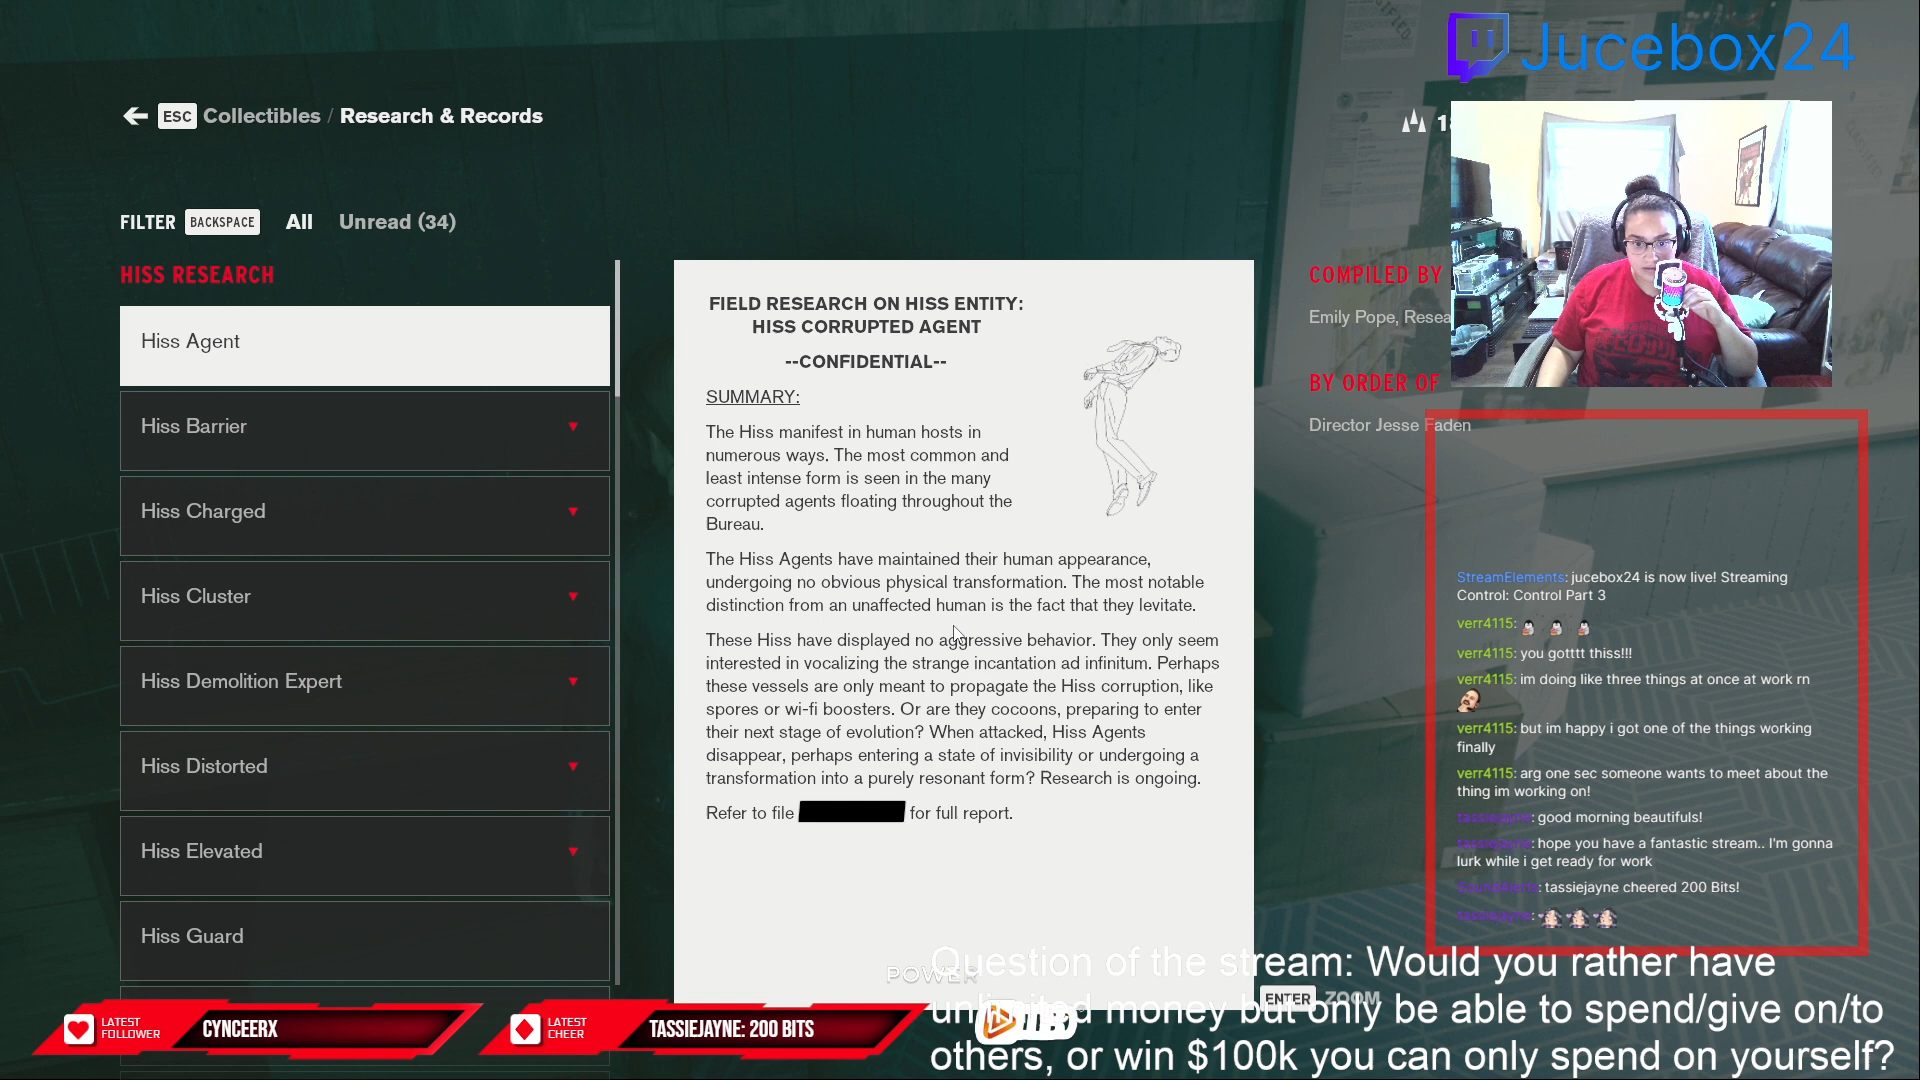 Jucebox24
ESC Collectibles / Research & Records
FILTER BACKSPACE All Unread (34)
HISS RESEARCH
Hiss Agent
Hiss Barrier
Hiss Charged
Hiss Cluster
Hiss Demolition Expert
Hiss Distorted
Hiss Elevated
Hiss Guard
FIELD RESEARCH ON HISS ENTITY:
HISS CORRUPTED AGENT
--CONFIDENTIAL--
SUMMARY:
The Hiss manifest in human hosts in
numerous ways. The most common and
least intense form is seen in the many
corrupted agents floating throughout the
Bureau.
The Hiss Agents have maintained their human appearance,
undergoing no obvious physical transformation. The most notable
distinction from an unaffected human is the fact that they levitate.
These Hiss have displayed no aggressive behavior. They only seem
interested in vocalizing the strange incantation ad infinitum. Perhaps
these vessels are only meant to propagate the Hiss corruption, like
spores or wi-fi boosters. Or are they cocoons, preparing to enter
their next stage of evolution? When attacked, Hiss Agents
disappear, perhaps entering a state of invisibility or undergoing a
transformation into a purely resonant form? Research is ongoing.
Refer to file for full report.
COMPILED BY
Emily Pope,
BY ORDER OF
Director Jesse Faden
StreamElements: jucebox24 is now live! Streaming
Control: Control Part 3
verr4115:
verr4115: you gotttt thiss!!!
verr4115: im doing like three things at once at work rn
verr4115: but im happy i got one of the things working
finally
verr4115: arg one sec someone wants to meet about the
thing im working on!
tassiejayne: good morning beautifuls!
tassiejayne: hope you have a fantastic stream.. I'm gonna
lurk while i get ready for work
SoundAlerts: tassiejayne cheered 200 Bits!
tassiejayne:
POWER
ENTER ZOOM
Question of the stream: Would you rather have
unlimited money but only be able to spend/give on/to
others, or win $100k you can only spend on yourself?
LATEST
FOLLOWER
CYNCEERX
LATEST
CHEER
TASSIEJAYNE: 200 BITS